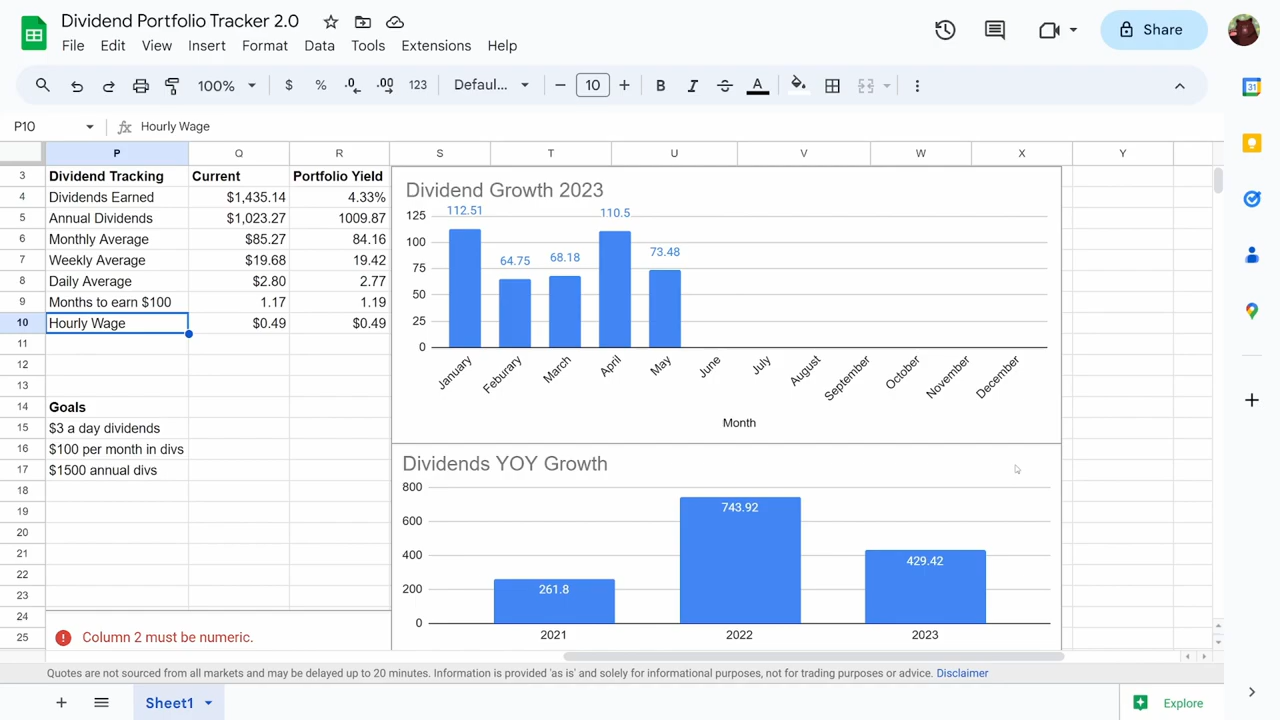 Dividend Portfolio Tracker 2.0
File Edit View Insert Format Data Tools Extensions Help
Share
100% $ % .0 .00 123 Defaul... 10 B I A
31
P10 Hourly Wage
P Q R S T U V W X Y
3 Dividend Tracking Current Portfolio Yield
4 Dividends Earned $1,435.14 4.33%
5 Annual Dividends $1,023.27 1009.87
6 Monthly Average $85.27 84.16
7 Weekly Average $19.68 19.42
8 Daily Average $2.80 2.77
9 Months to earn $100 1.17 1.19
10 Hourly Wage $0.49 $0.49
11
12
13
14 Goals
15 $3 a day dividends
16 $100 per month in divs
17 $1500 annual divs
18
19
20
21
22
23
24
25 Column 2 must be numeric.
Dividend Growth 2023
125
100
75
50
25
0
112.51 64.75 68.18 110.5 73.48
January Feburary March April May June July August September October November December
Month
Dividends YOY Growth
800
600
400
200
0
261.8 743.92 429.42
2021 2022 2023
Quotes are not sourced from all markets and may be delayed up to 20 minutes. Information is provided 'as is' and solely for informational purposes, not for trading purposes or advice. Disclaimer
Sheet1
Explore